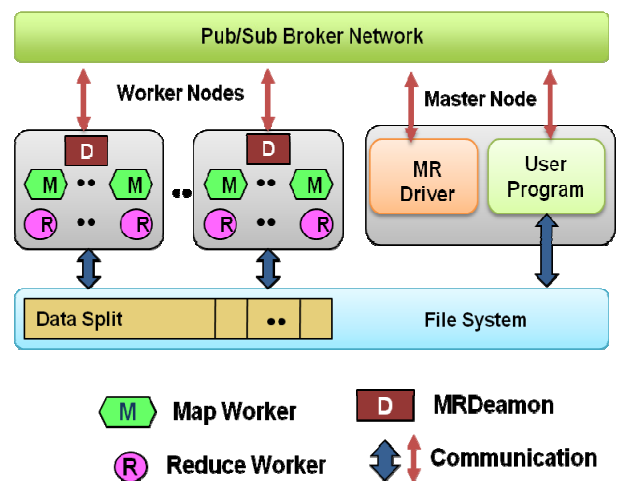 Pub/Sub Broker Network
Worker Nodes
Master Node
D
D
M M
M M
R R
R R
MR
Driver
User
Program
Data Split
File System
M Map Worker
D MRDeamon
R Reduce Worker
Communication